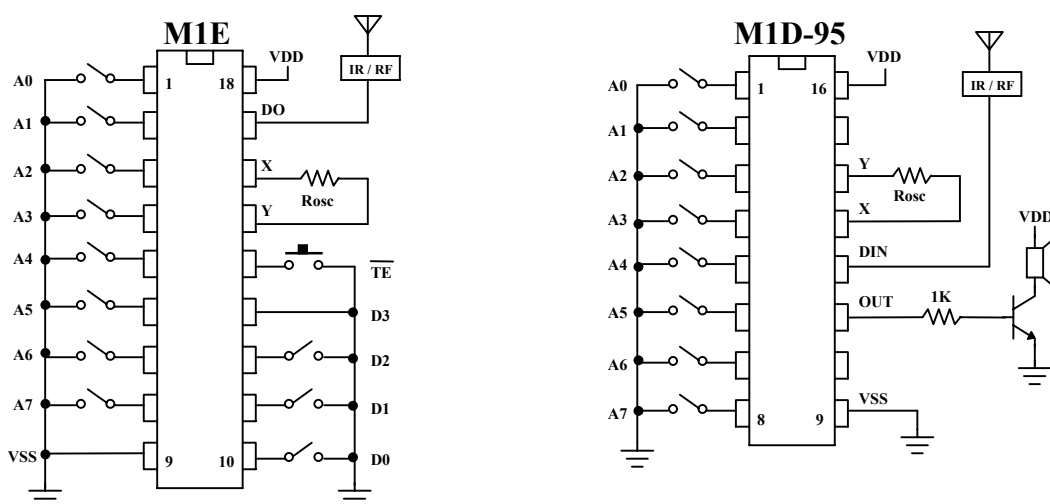 M1E
A0
A1
A2
A3
A4
A5
A6
A7
VSS
1
18
9
10
VDD
IR / RF
DO
X
Rosc
Y
TE
D3
D2
D1
D0
M1D-95
A0
A1
A2
A3
A4
A5
A6
A7
1
16
8
9
VDD
IR / RF
Y
Rosc
X
DIN
OUT
1K
VDD
VSS